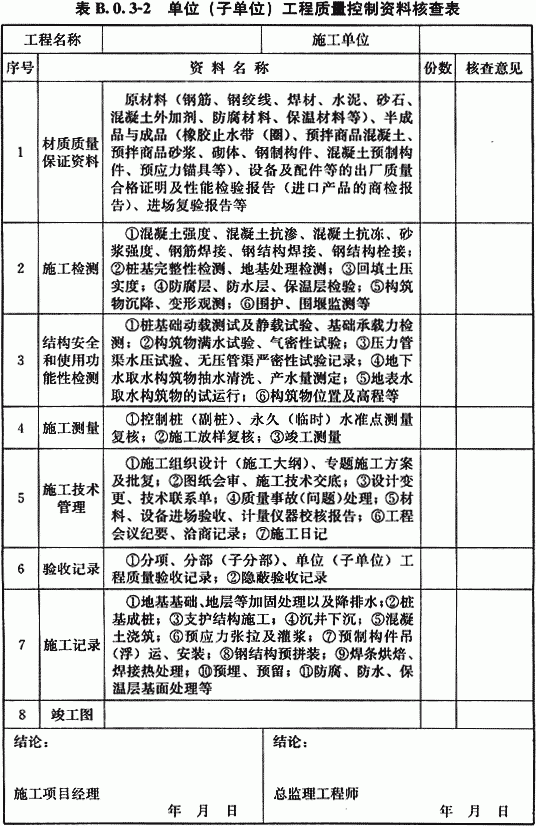 表 B.0.3-2 单位（子单位）工程质量控制资料核查表
工程名称 施工单位
序号 资料名称 份数 核查意见
1 材质质量保证资料
原材料（钢筋、钢绞线、焊材、水泥、砂石、
混凝土外加剂、防腐材料、保温材料等）、半成
品与成品（橡胶止水带（圈）、预拌商品混凝土、
预拌商品砂浆、砌体、钢制构件、混凝土预制构
件、预应力锚具等）、设备及配件等的出厂质量
合格证明及性能检验报告（进口产品的商检报
告）、进场复验报告等
2 施工检测
①混凝土强度、混凝土抗渗、混凝土抗冻、砂
浆强度、钢筋焊接、钢结构焊接、钢结构栓接；
②桩基完整性检测、地基处理检测；③回填土压
实度；④防腐层、防水层、保温层检验；⑤构筑
物沉降、变形观测；⑥围护、围堰监测等
3 结构安全和使用功能性检测
①桩基础动载测试及静载试验、基础承载力检
测；②构筑物满水试验、气密性试验；③压力管
渠水压试验、无压管渠严密性试验记录；④地下
水取水构筑物抽水清洗、产水量测定；⑤地表水
取水构筑物的试运行；⑥构筑物位置及高程等
4 施工测量
①控制桩（副桩）、永久（临时）水准点测量
复核；②施工放样复核；③竣工测量
5 施工技术管理
①施工组织设计（施工大纲）、专题施工方案
及批复；②图纸会审、施工技术交底；③设计变
更、技术联系单；④质量事故(问题)处理；⑤材
料、设备进场验收、计量仪器校核报告；⑥工程
会议纪要、洽商记录；⑦施工日记
6 验收记录
①分项、分部（子分部）、单位（子单位）工
程质量验收记录；②隐蔽验收记录
7 施工记录
①地基基础、地层等加固处理以及降排水；②桩
基成桩；③支护结构施工；④沉井下沉；⑤混凝
土浇筑；⑥预应力张拉及灌浆；⑦预制构件吊
（浮）运、安装；⑧钢结构预拼装；⑨焊条烘焙、
焊接热处理；⑩预埋、预留；⑪防腐、防水、保
温层基面处理等
8 竣工图
结论： 结论：
施工项目经理 总监理工程师
年 月 日 年 月 日